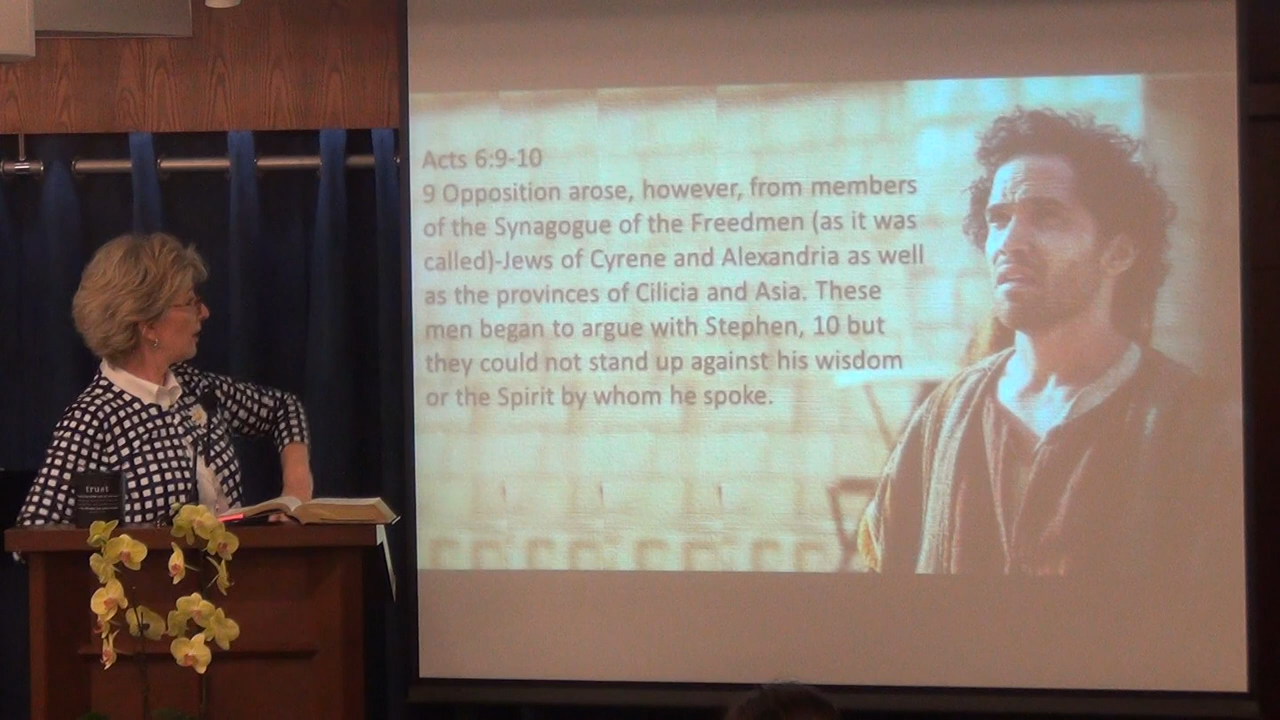 Acts 6:9-10
9 Opposition arose, however, from members
of the Synagogue of the Freedmen (as it was
called)-Jews of Cyrene and Alexandria as well
as the provinces of Cilicia and Asia. These
men began to argue with Stephen, 10 but
they could not stand up against his wisdom
or the Spirit by whom he spoke.
trust